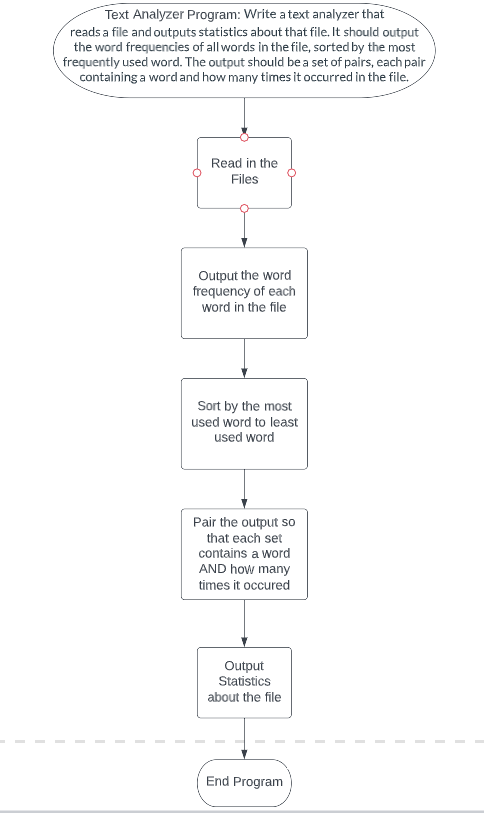 Text Analyzer Program: Write a text analyzer that
reads a file and outputs statistics about that file. It should output
the word frequencies of all words in the file, sorted by the most
frequently used word. The output should be a set of pairs, each pair
containing a word and how many times it occurred in the file.
Read in the
Files
Output the word
frequency of each
word in the file
Sort by the most
used word to least
used word
Pair the output so
that each set
contains a word
AND how many
times it occured
Output
Statistics
about the file
End Program